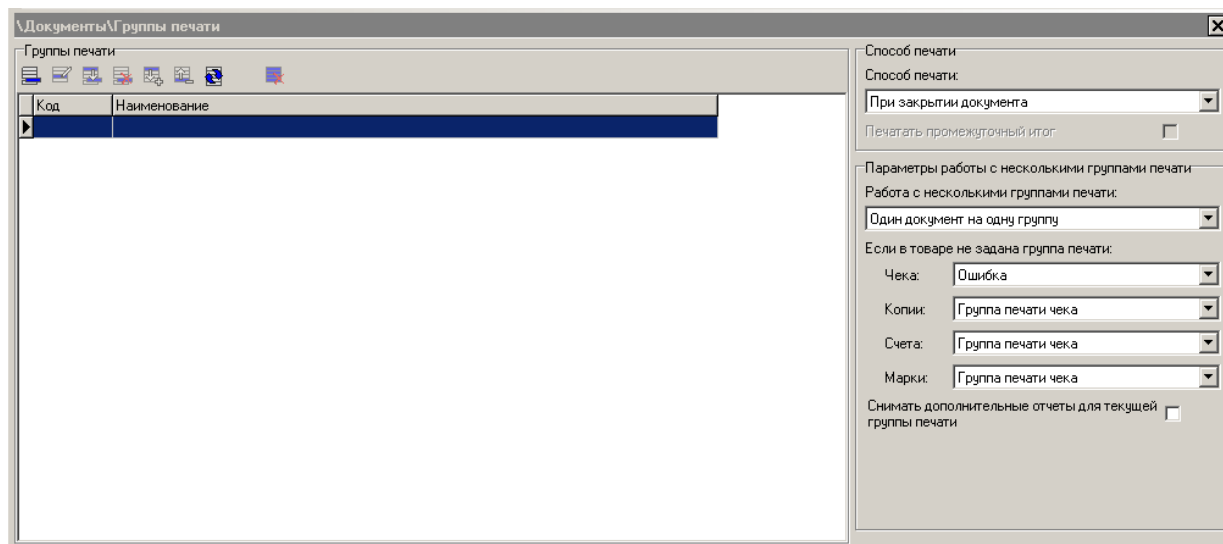 \Документы\Группы печати
Группы печати
Код Наименование
Способ печати
Способ печати:
При закрытии документа
Печатать промежуточный итог
Параметры работы с несколькими группами печати
Работа с несколькими группами печати:
Один документ на одну группу
Если в товаре не задана группа печати:
Чека: Ошибка
Копии: Группа печати чека
Счета: Группа печати чека
Марки: Группа печати чека
Снимать дополнительные отчеты для текущей
группы печати